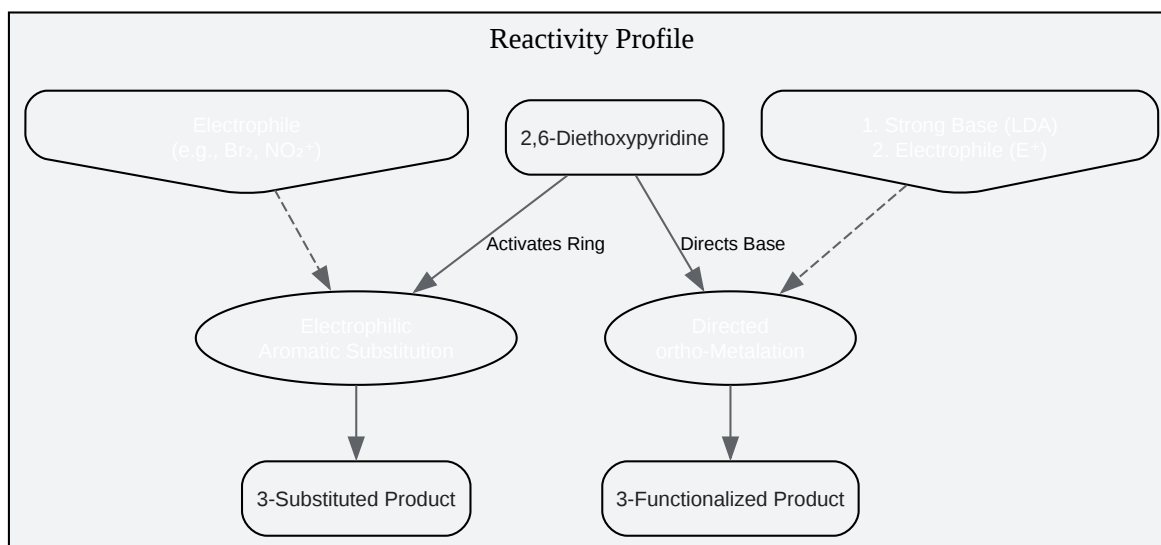 Reactivity Profile
Electrophile
(e.g., Br₂, NO₂⁺)
2,6-Diethoxypyridine
1. Strong Base (LDA)
2. Electrophile (E⁺)
Activates Ring
Directs Base
Electrophilic
Aromatic Substitution
Directed
ortho-Metalation
3-Substituted Product
3-Functionalized Product